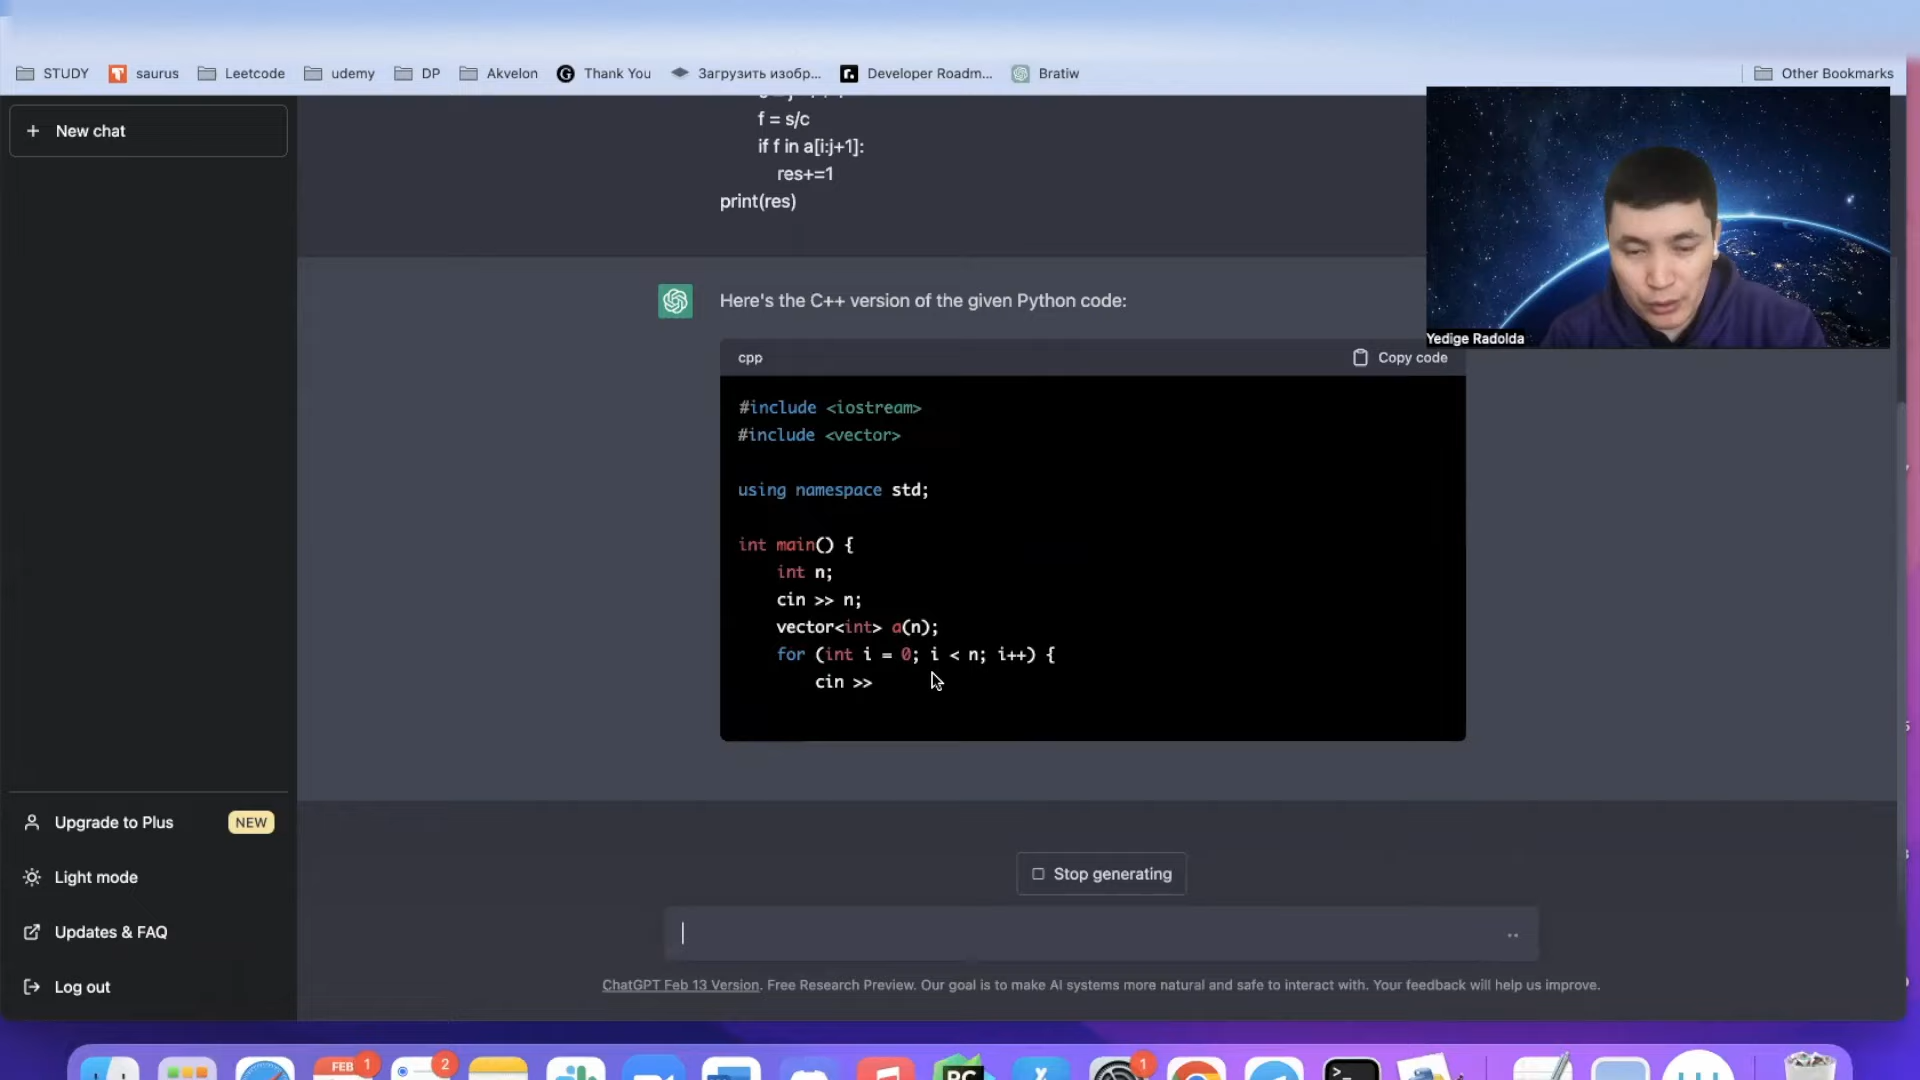 STUDY
saurus
Leetcode
udemy
DP
Akvelon
Thank You
Загрузить изобр...
Developer Roadm...
Bratiw
Other Bookmarks
New chat
f = s/c
if f in a[i:j+1]:
res+=1
print(res)
Yedige Radolda
Here's the C++ version of the given Python code:
cpp
Copy code
#include <iostream>
#include <vector>
using namespace std;
int main() {
int n;
cin >> n;
vector<int> a(n);
for (int i = 0; i < n; i++) {
cin >>
Upgrade to Plus
NEW
Light mode
Updates & FAQ
Log out
Stop generating
ChatGPT Feb 13 Version. Free Research Preview. Our goal is to make AI systems more natural and safe to interact with. Your feedback will help us improve.
FEB
1
2
PC
1